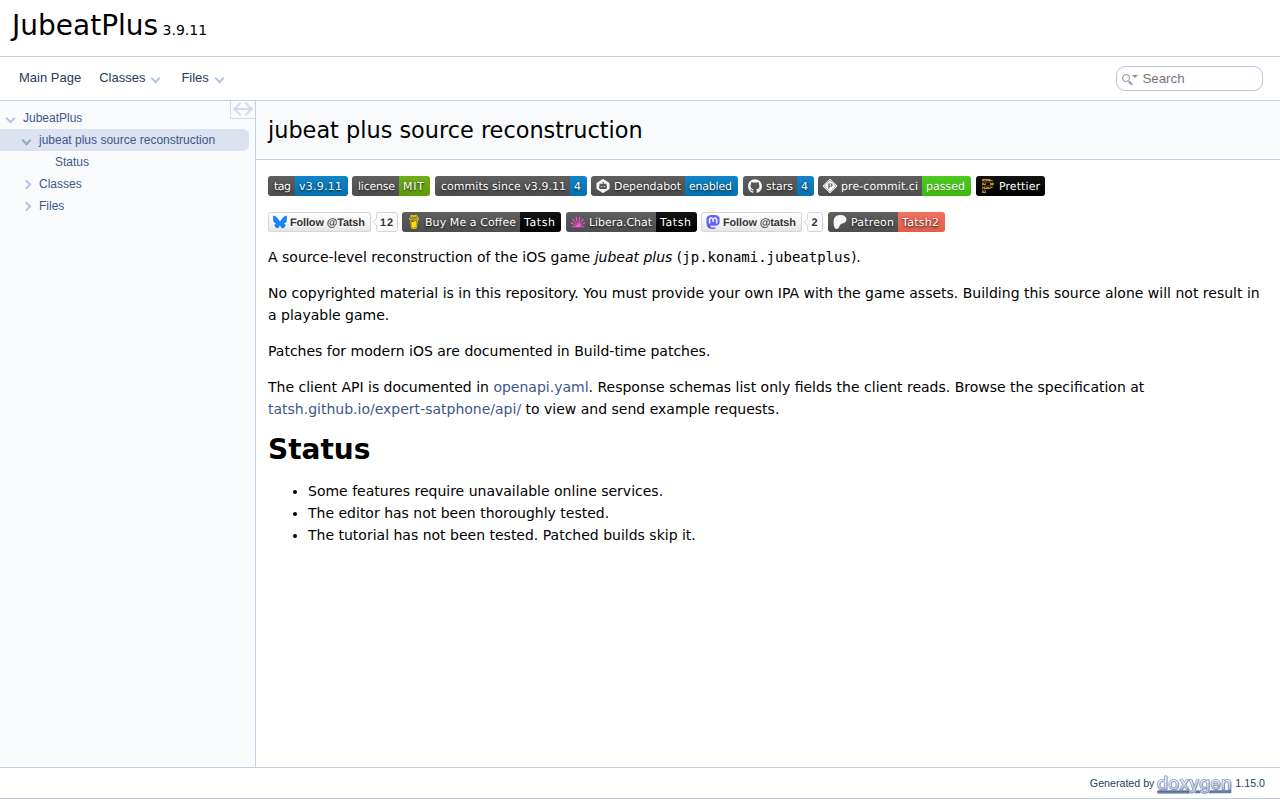 JubeatPlus 3.9.11
Main Page Classes Files Search
JubeatPlus
jubeat plus source reconstruction
Status
Classes
Files
jubeat plus source reconstruction
tag v3.9.11 license MIT commits since v3.9.11 4 Dependabot enabled stars 4 pre-commit.ci passed Prettier
Follow @Tatsh 12 Buy Me a Coffee Tatsh Libera.Chat Tatsh Follow @tatsh 2 Patreon Tatsh2
A source-level reconstruction of the iOS game jubeat plus (jp.konami.jubeatplus).
No copyrighted material is in this repository. You must provide your own IPA with the game assets. Building this source alone will not result in
a playable game.
Patches for modern iOS are documented in Build-time patches.
The client API is documented in openapi.yaml. Response schemas list only fields the client reads. Browse the specification at
tatsh.github.io/expert-satphone/api/ to view and send example requests.
Status
• Some features require unavailable online services.
• The editor has not been thoroughly tested.
• The tutorial has not been tested. Patched builds skip it.
Generated by doxygen 1.15.0